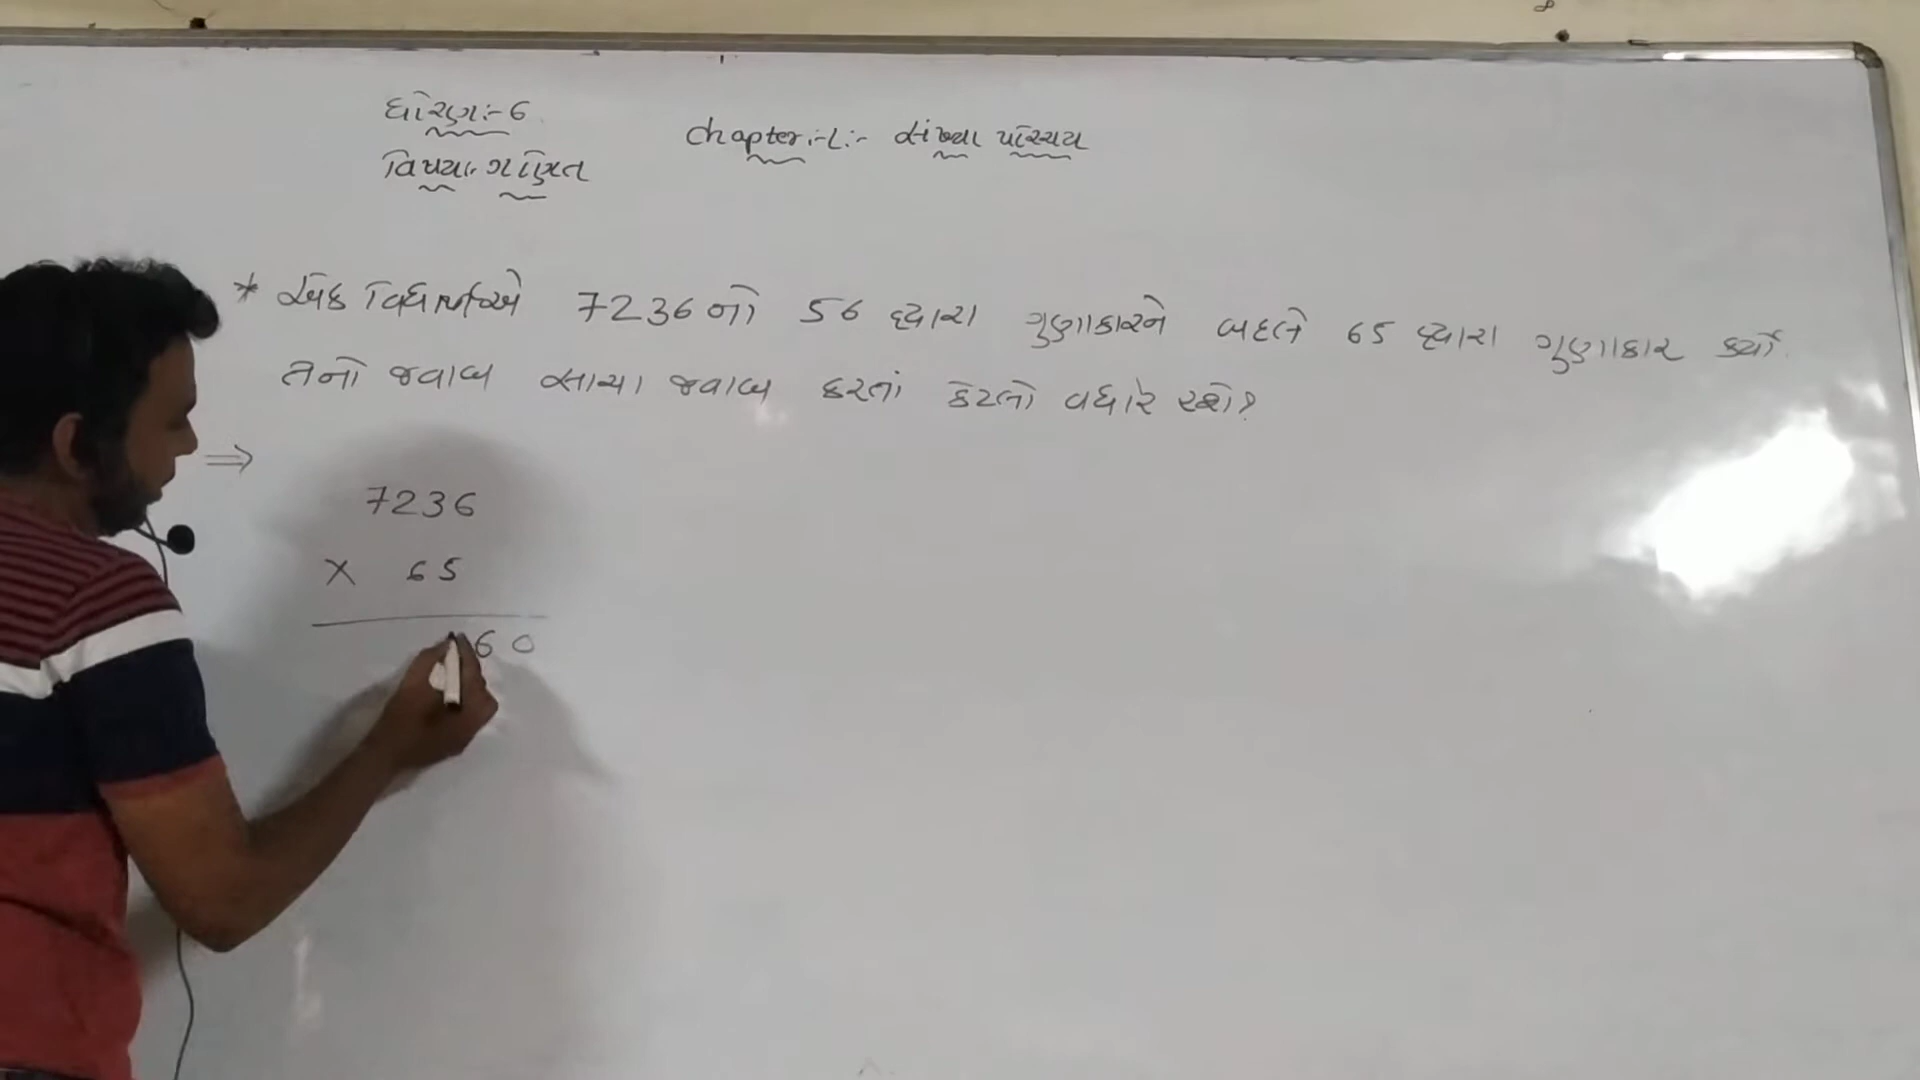 ધોરણ:- 6
વિષય:- ગણિત
Chapter:-1:- સંખ્યા પરિચય
* એક વિદ્યાર્થીએ 7236નો 56 દ્વારા ગુણાકારને બદલે 65 દ્વારા ગુણાકાર કર્યો.
તેનો જવાબ સાચા જવાબ કરતાં કેટલો વધારે હશે?
⇒
7236
X 65
60